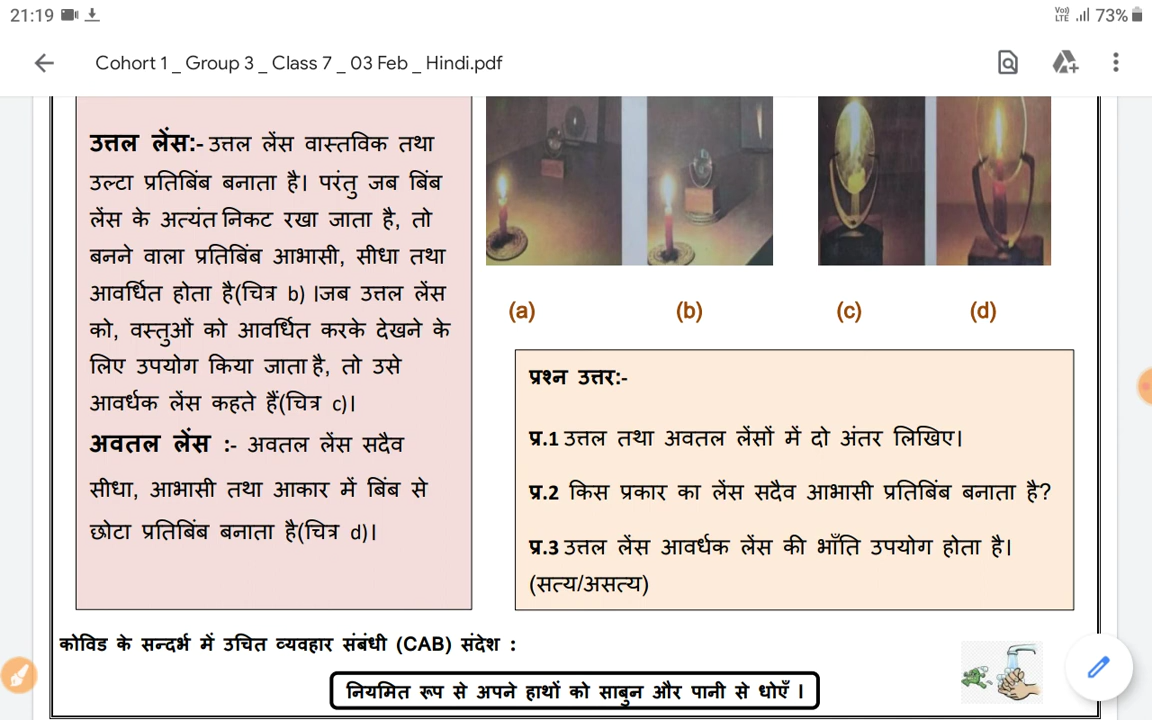 21:19
Vo)) LTE 73%
Cohort 1 _ Group 3 _ Class 7 _ 03 Feb _ Hindi.pdf
उत्तल लेंस:- उत्तल लेंस वास्तविक तथा
उल्टा प्रतिबिंब बनाता है। परंतु जब बिंब
लेंस के अत्यंत निकट रखा जाता है, तो
बनने वाला प्रतिबिंब आभासी, सीधा तथा
आवर्धित होता है(चित्र b) ।जब उत्तल लेंस
को, वस्तुओं को आवर्धित करके देखने के
लिए उपयोग किया जाता है, तो उसे
आवर्धक लेंस कहते हैं(चित्र c)।
अवतल लेंस :- अवतल लेंस सदैव
सीधा, आभासी तथा आकार में बिंब से
छोटा प्रतिबिंब बनाता है(चित्र d)।
(a) (b) (c) (d)
प्रश्न उत्तर:-
प्र.1 उत्तल तथा अवतल लेंसों में दो अंतर लिखिए।
प्र.2 किस प्रकार का लेंस सदैव आभासी प्रतिबिंब बनाता है?
प्र.3 उत्तल लेंस आवर्धक लेंस की भाँति उपयोग होता है।
(सत्य/असत्य)
कोविड के सन्दर्भ में उचित व्यवहार संबंधी (CAB) संदेश :
नियमित रूप से अपने हाथों को साबुन और पानी से धोएँ ।